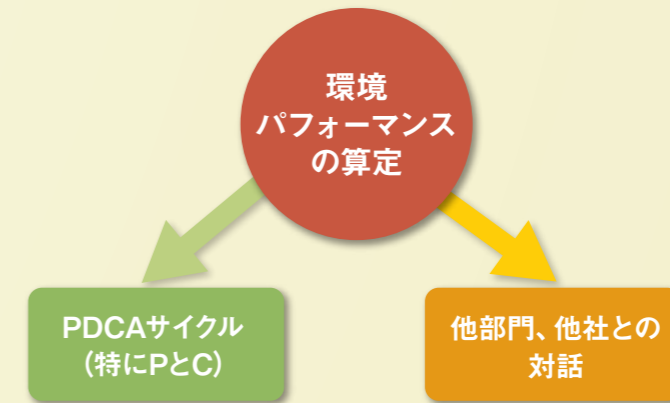 環境
パフォーマンス
の算定
PDCAサイクル
(特にPとC)
他部門、他社との
対話